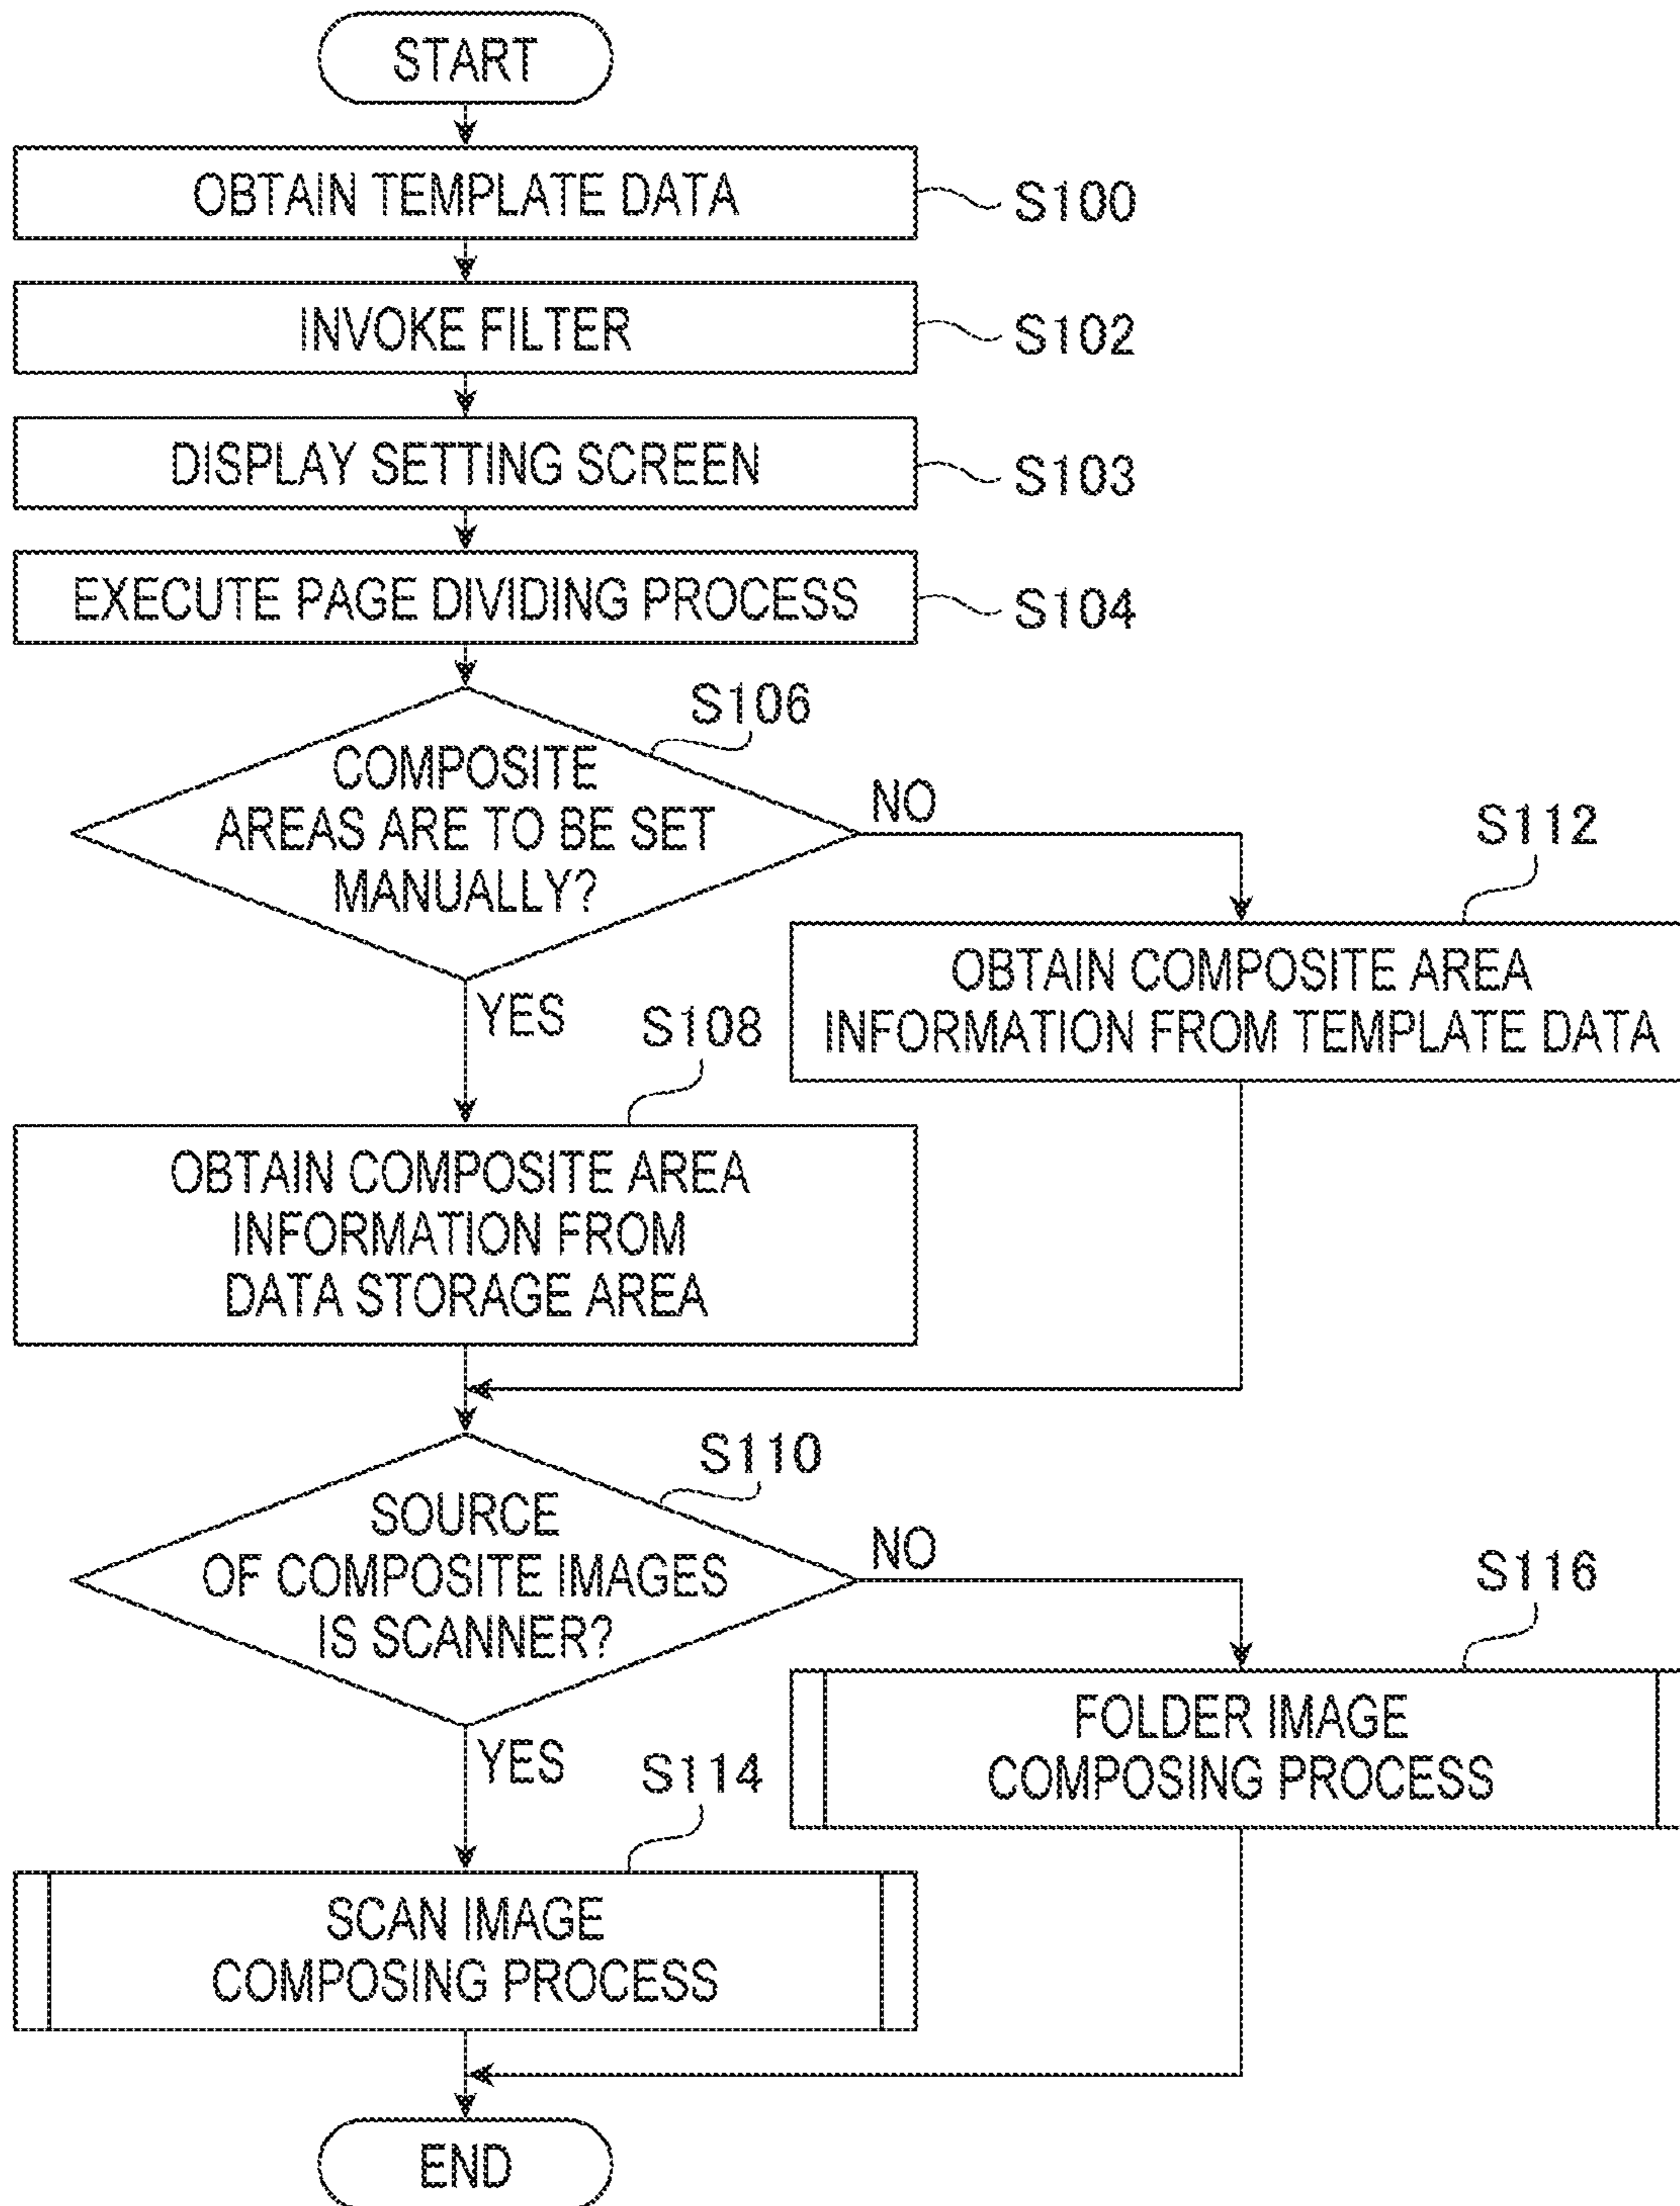 START
OBTAIN TEMPLATE DATA
S100
INVOKE FILTER
S102
DISPLAY SETTING SCREEN
S103
EXECUTE PAGE DIVIDING PROCESS
S104
S106
COMPOSITE
AREAS ARE TO BE SET
MANUALLY?
NO
S112
OBTAIN COMPOSITE AREA
INFORMATION FROM TEMPLATE DATA
YES
S108
OBTAIN COMPOSITE AREA
INFORMATION FROM
DATA STORAGE AREA
S110
SOURCE
OF COMPOSITE IMAGES
IS SCANNER?
NO
S116
FOLDER IMAGE
COMPOSING PROCESS
YES
S114
SCAN IMAGE
COMPOSING PROCESS
END